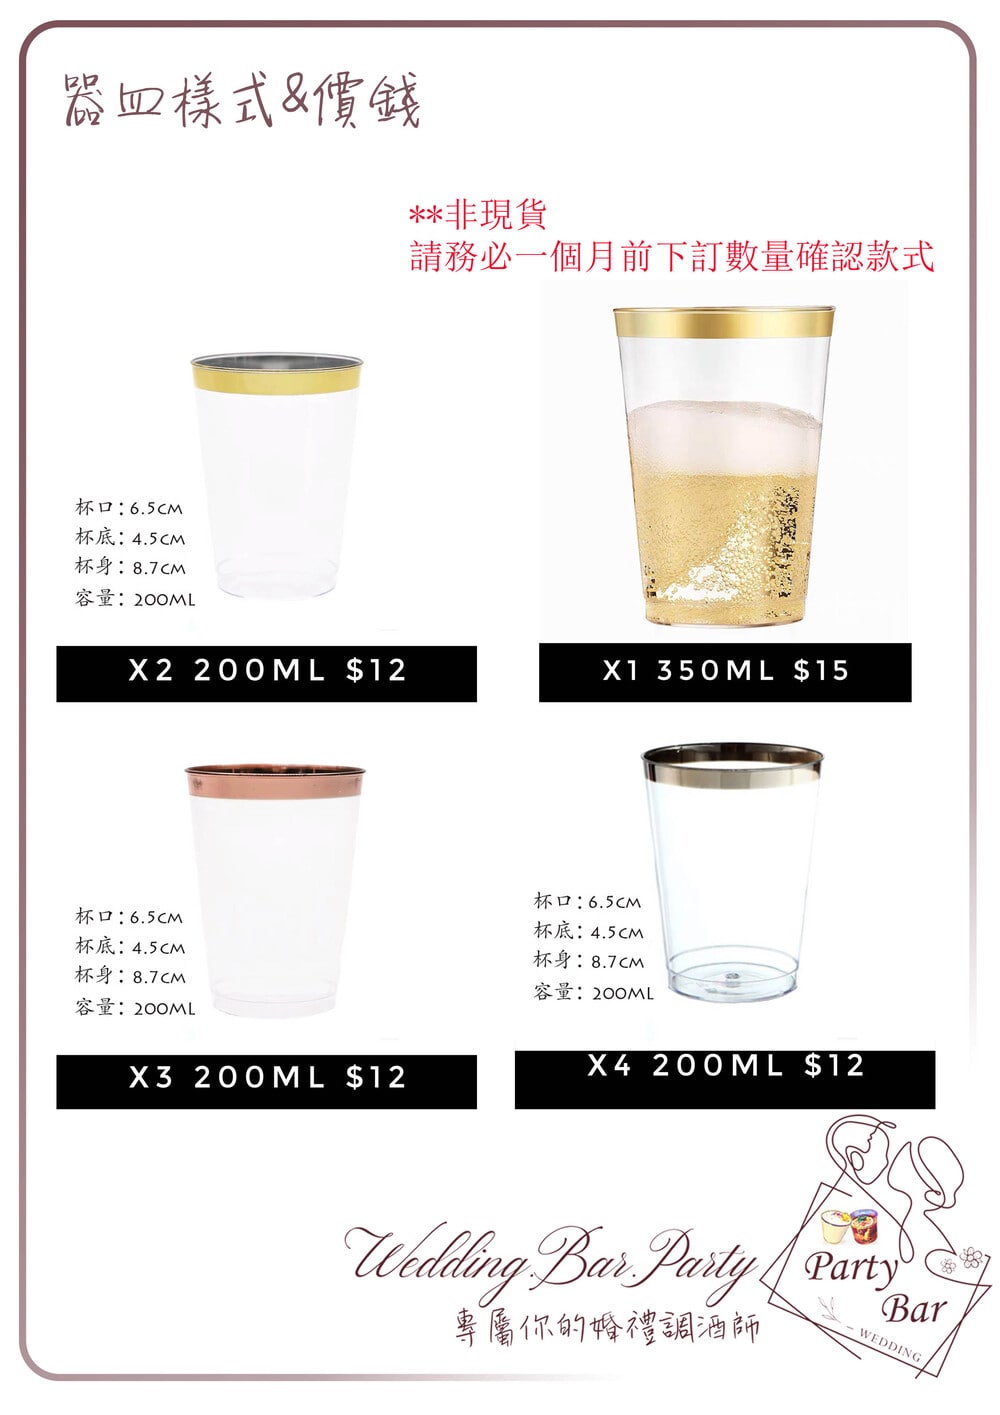 器皿樣式&價錢
**非現貨
請務必一個月前下訂數量確認款式
杯口：6.5CM
杯底：4.5CM
杯身：8.7CM
容量：200ML
X2 200ML $12
X1 350ML $15
杯口：6.5CM
杯底：4.5CM
杯身：8.7CM
容量：200ML
X3 200ML $12
杯口：6.5CM
杯底：4.5CM
杯身：8.7CM
容量：200ML
X4 200ML $12
Wedding.Bar.Party
專屬你的婚禮調酒師
Party
Bar
WEDDING